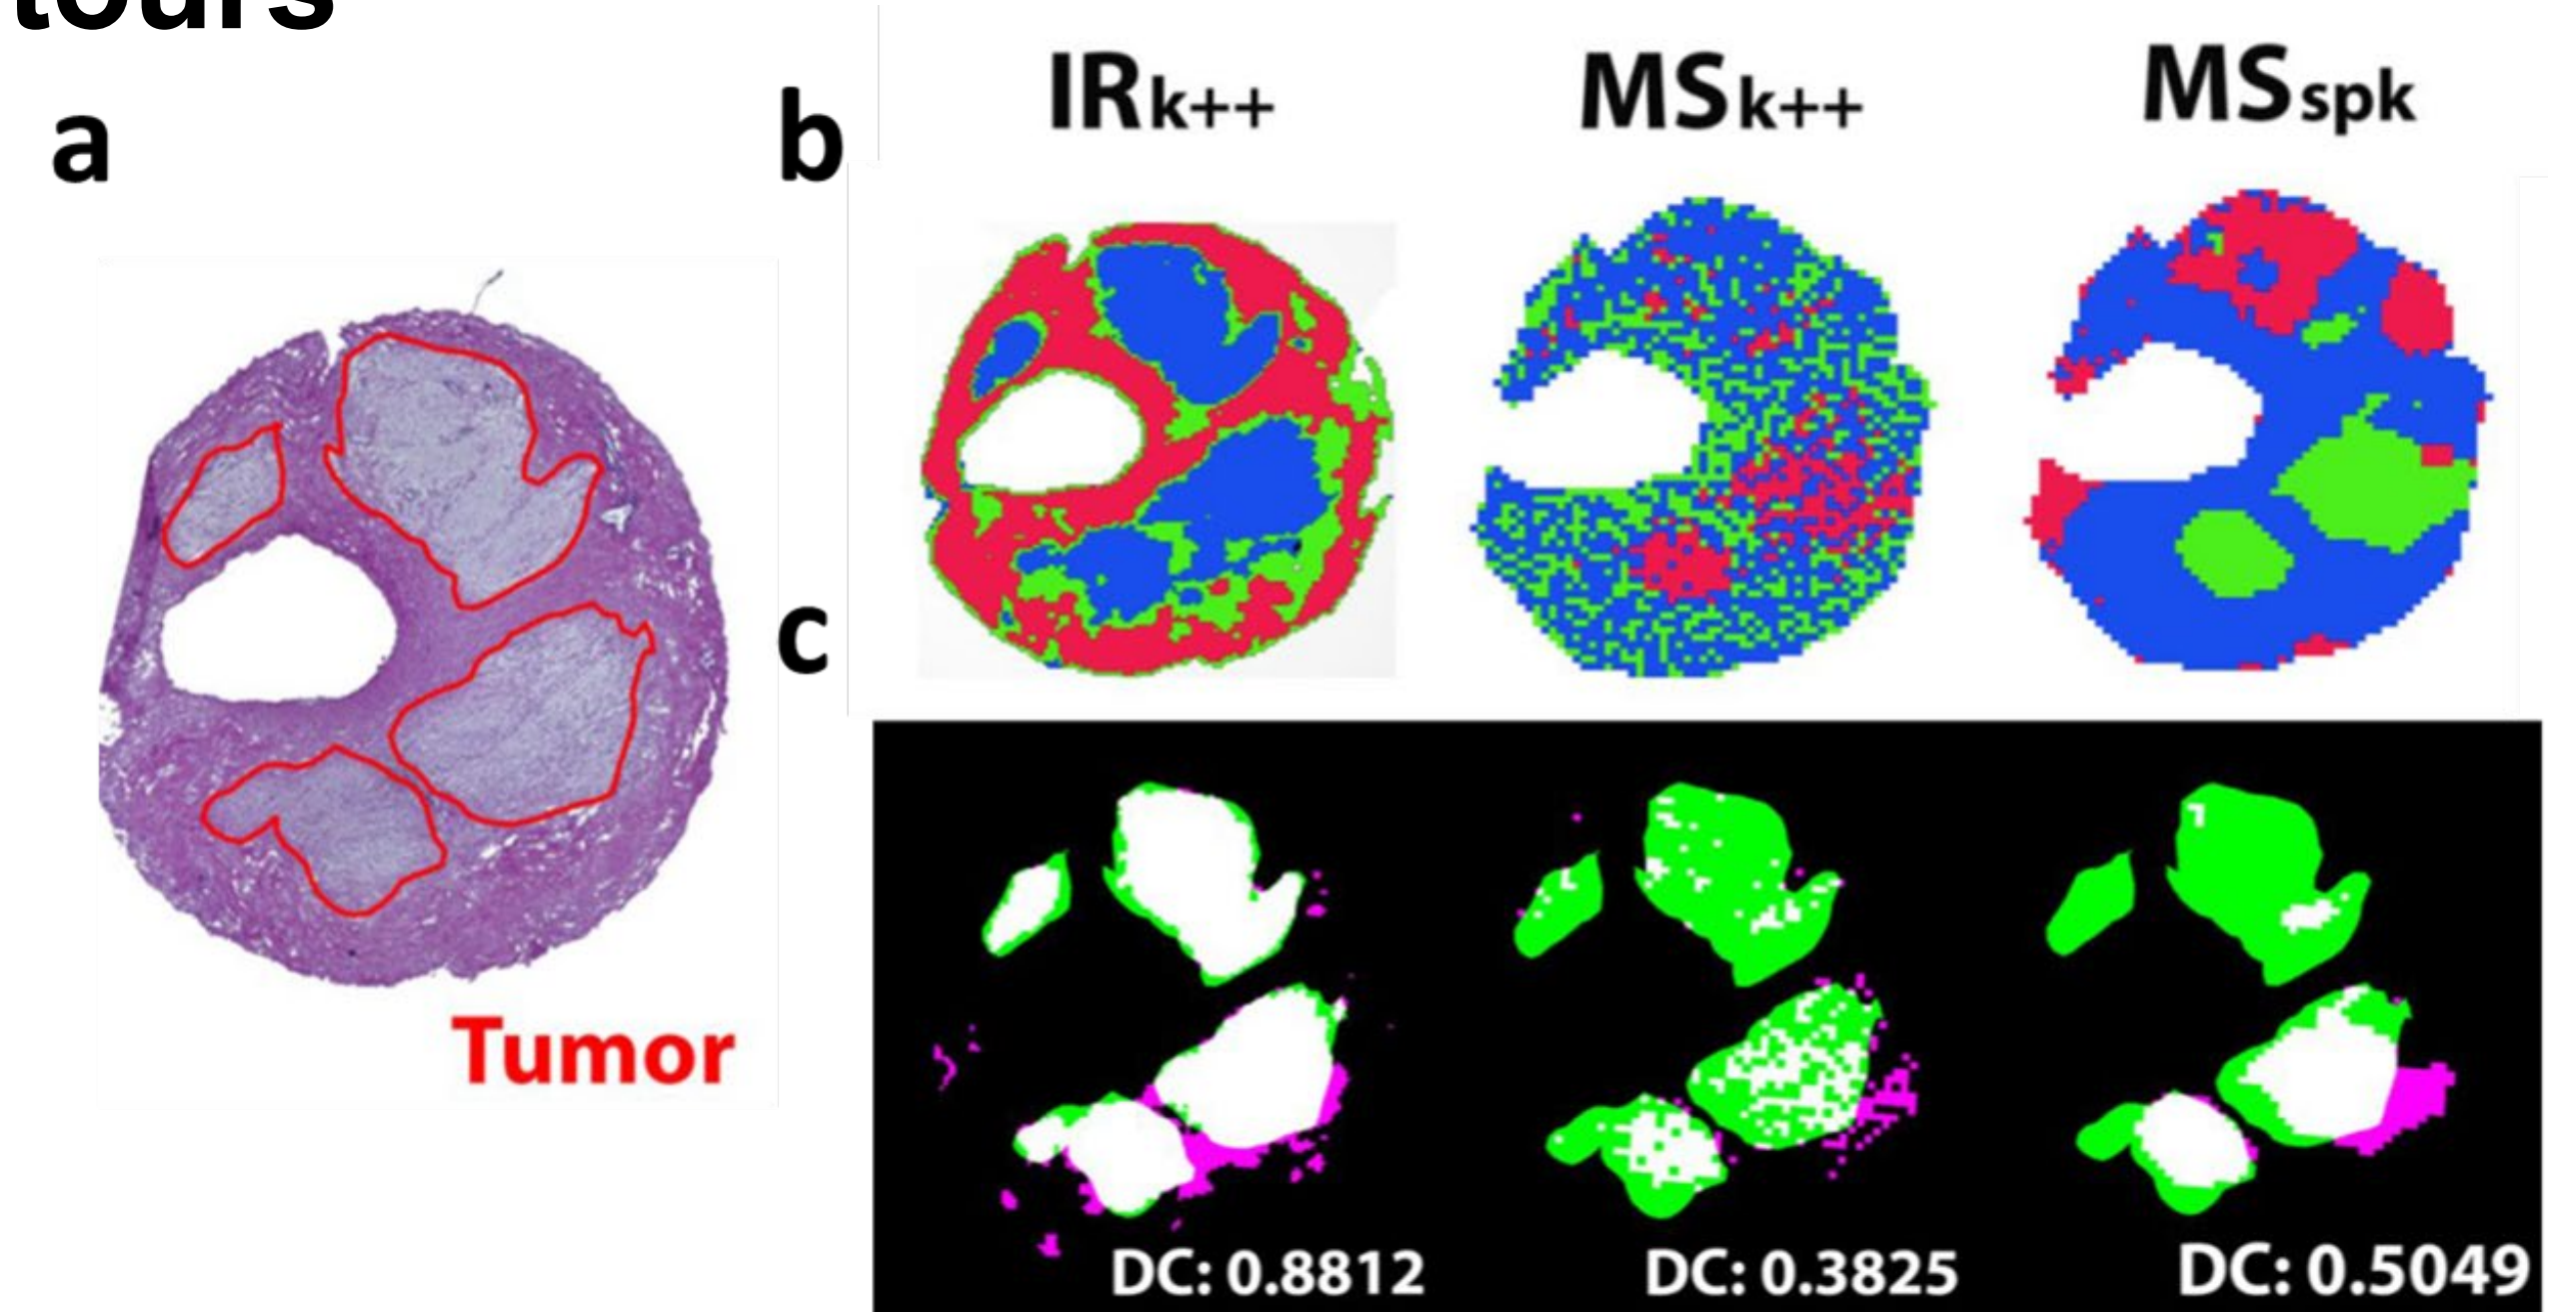 tours
a
b
IRk++
MSk++
MSspk
c
Tumor
DC: 0.8812
DC: 0.3825
DC: 0.5049